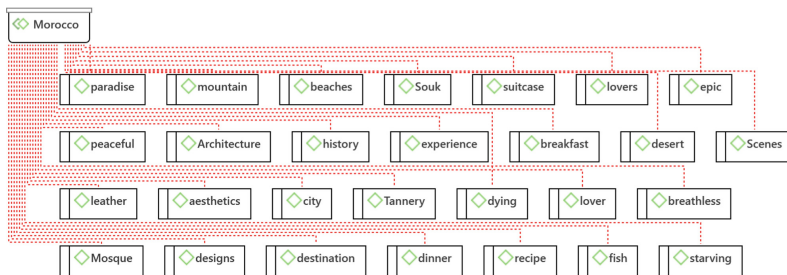 Morocco
paradise mountain beaches Souk suitcase lovers epic
peaceful Architecture history experience breakfast desert Scenes
leather aesthetics city Tannery dying lover breathless
Mosque designs destination dinner recipe fish starving